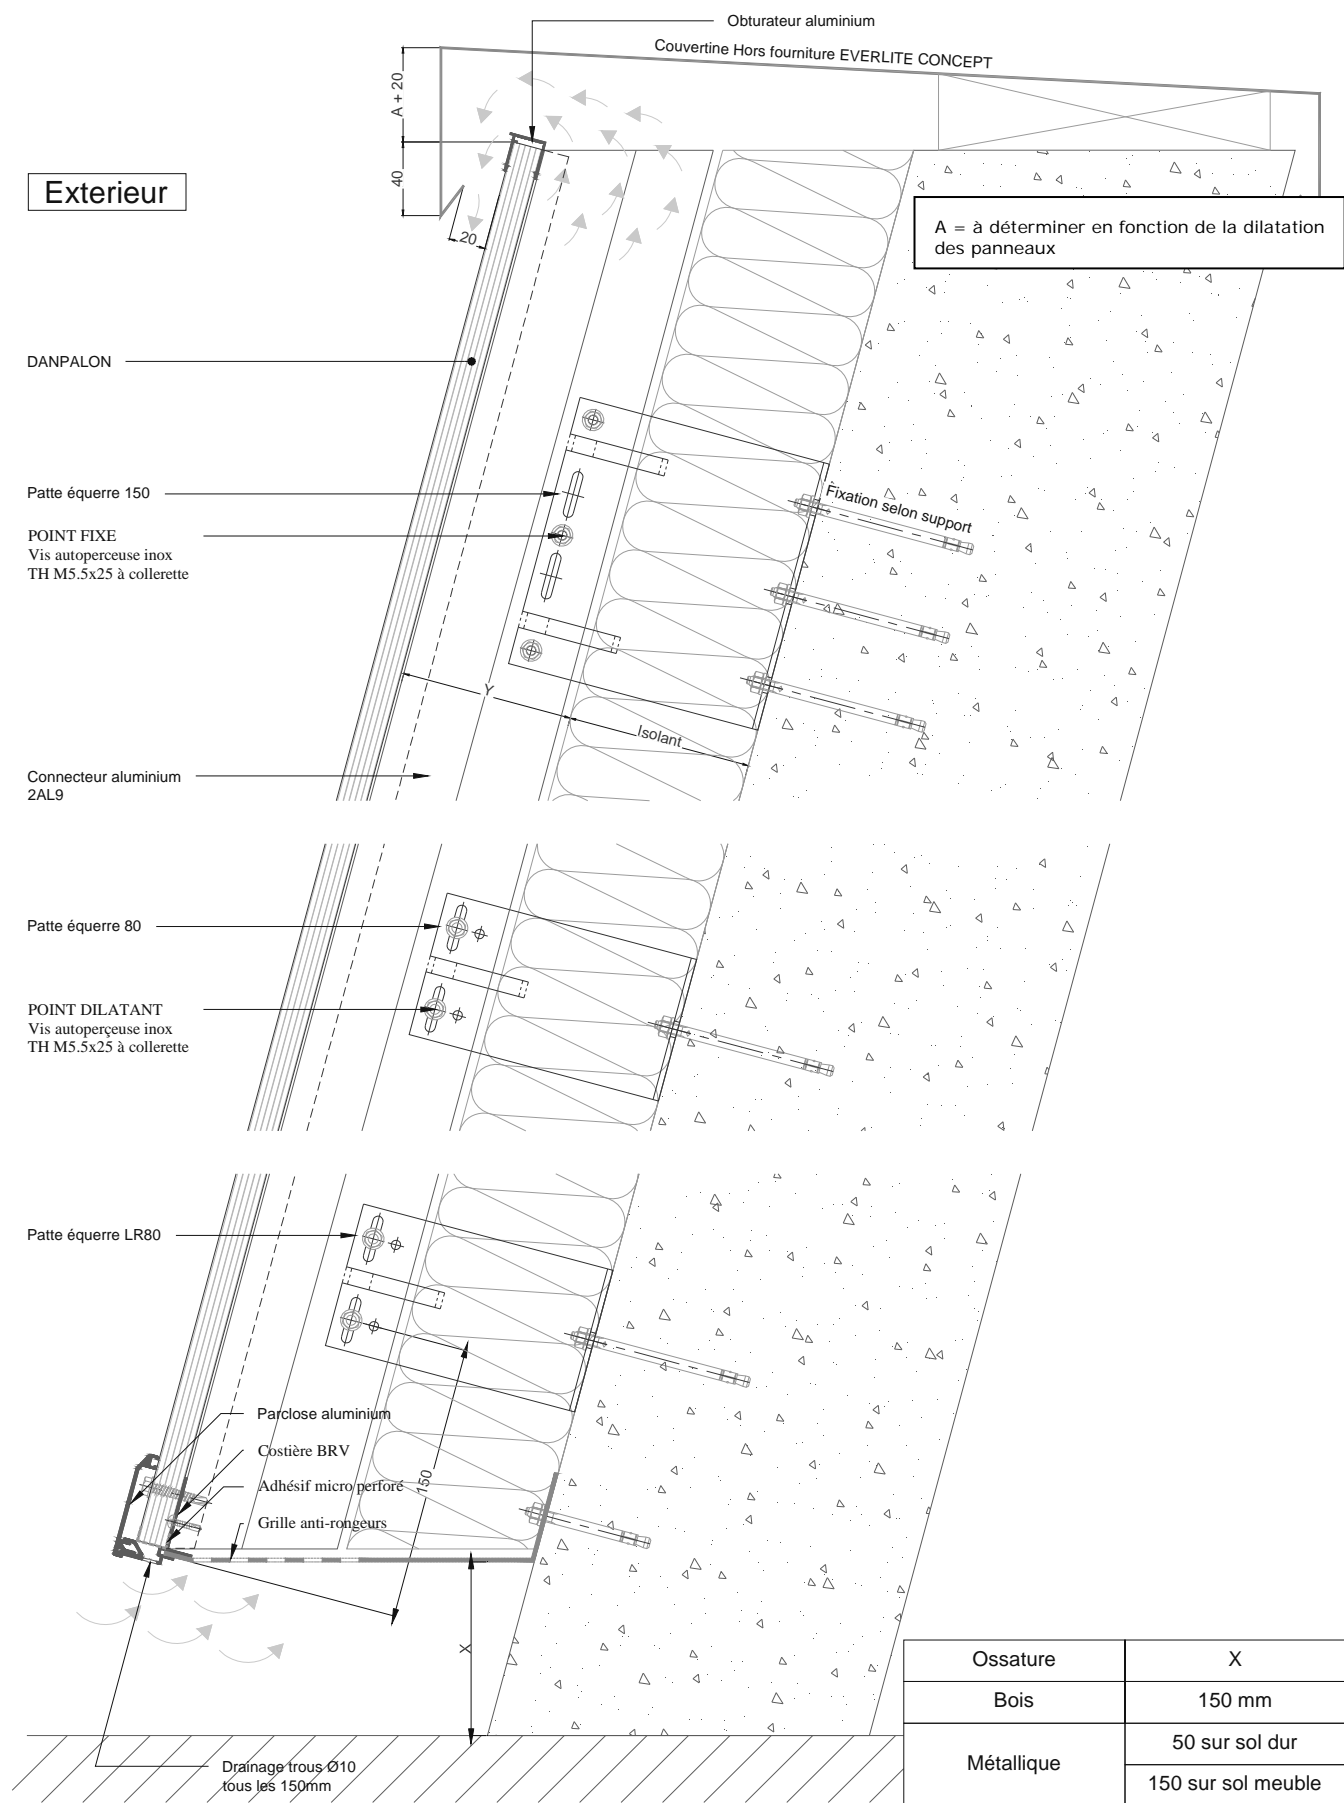 Obturateur aluminium
Couvertine Hors fourniture EVERLITE CONCEPT
A + 20
40
20
Exterieur
A = à déterminer en fonction de la dilatation
des panneaux
DANPALON
Patte équerre 150
Fixation selon support
POINT FIXE
Vis autoperceuse inox
TH M5.5x25 à collerette
Y
Isolant
Connecteur aluminium
2AL9
Patte équerre 80
POINT DILATANT
Vis autoperçeuse inox
TH M5.5x25 à collerette
Patte équerre LR80
Parclose aluminium
Costière BRV
Adhésif micro perforé
Grille anti-rongeurs
150
X
Drainage trous Ø10
tous les 150mm
Ossature X
Bois 150 mm
Métallique 50 sur sol dur
150 sur sol meuble